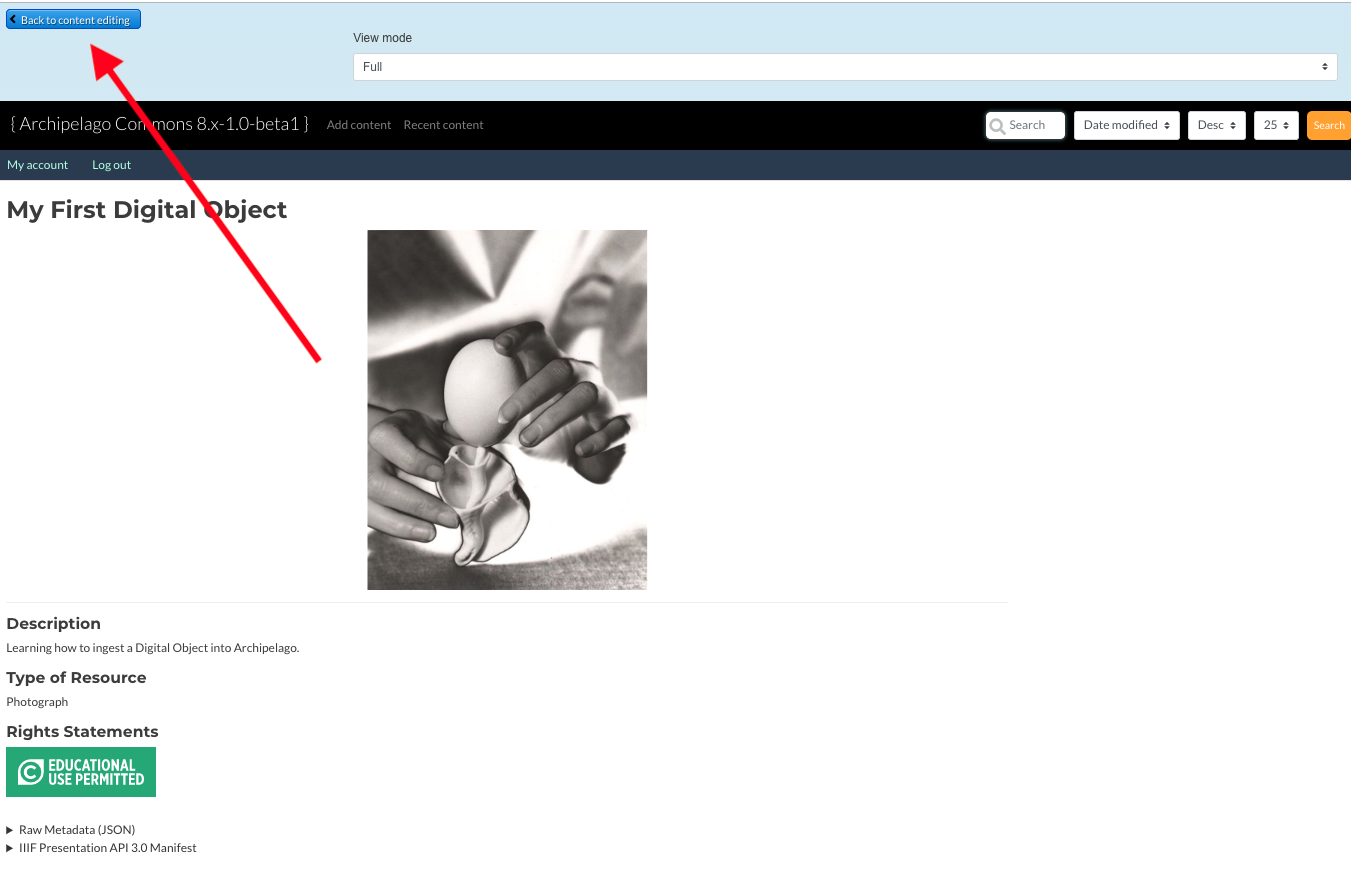 Back to content editing
View mode
Full
{ Archipelago Commons 8.x-1.0-beta1 } Add content Recent content Search Date modified Desc 25 Search
My account Log out
My First Digital Object
Description
Learning how to ingest a Digital Object into Archipelago.
Type of Resource
Photograph
Rights Statements
EDUCATIONAL
USE PERMITTED
Raw Metadata (JSON)
IIIF Presentation API 3.0 Manifest